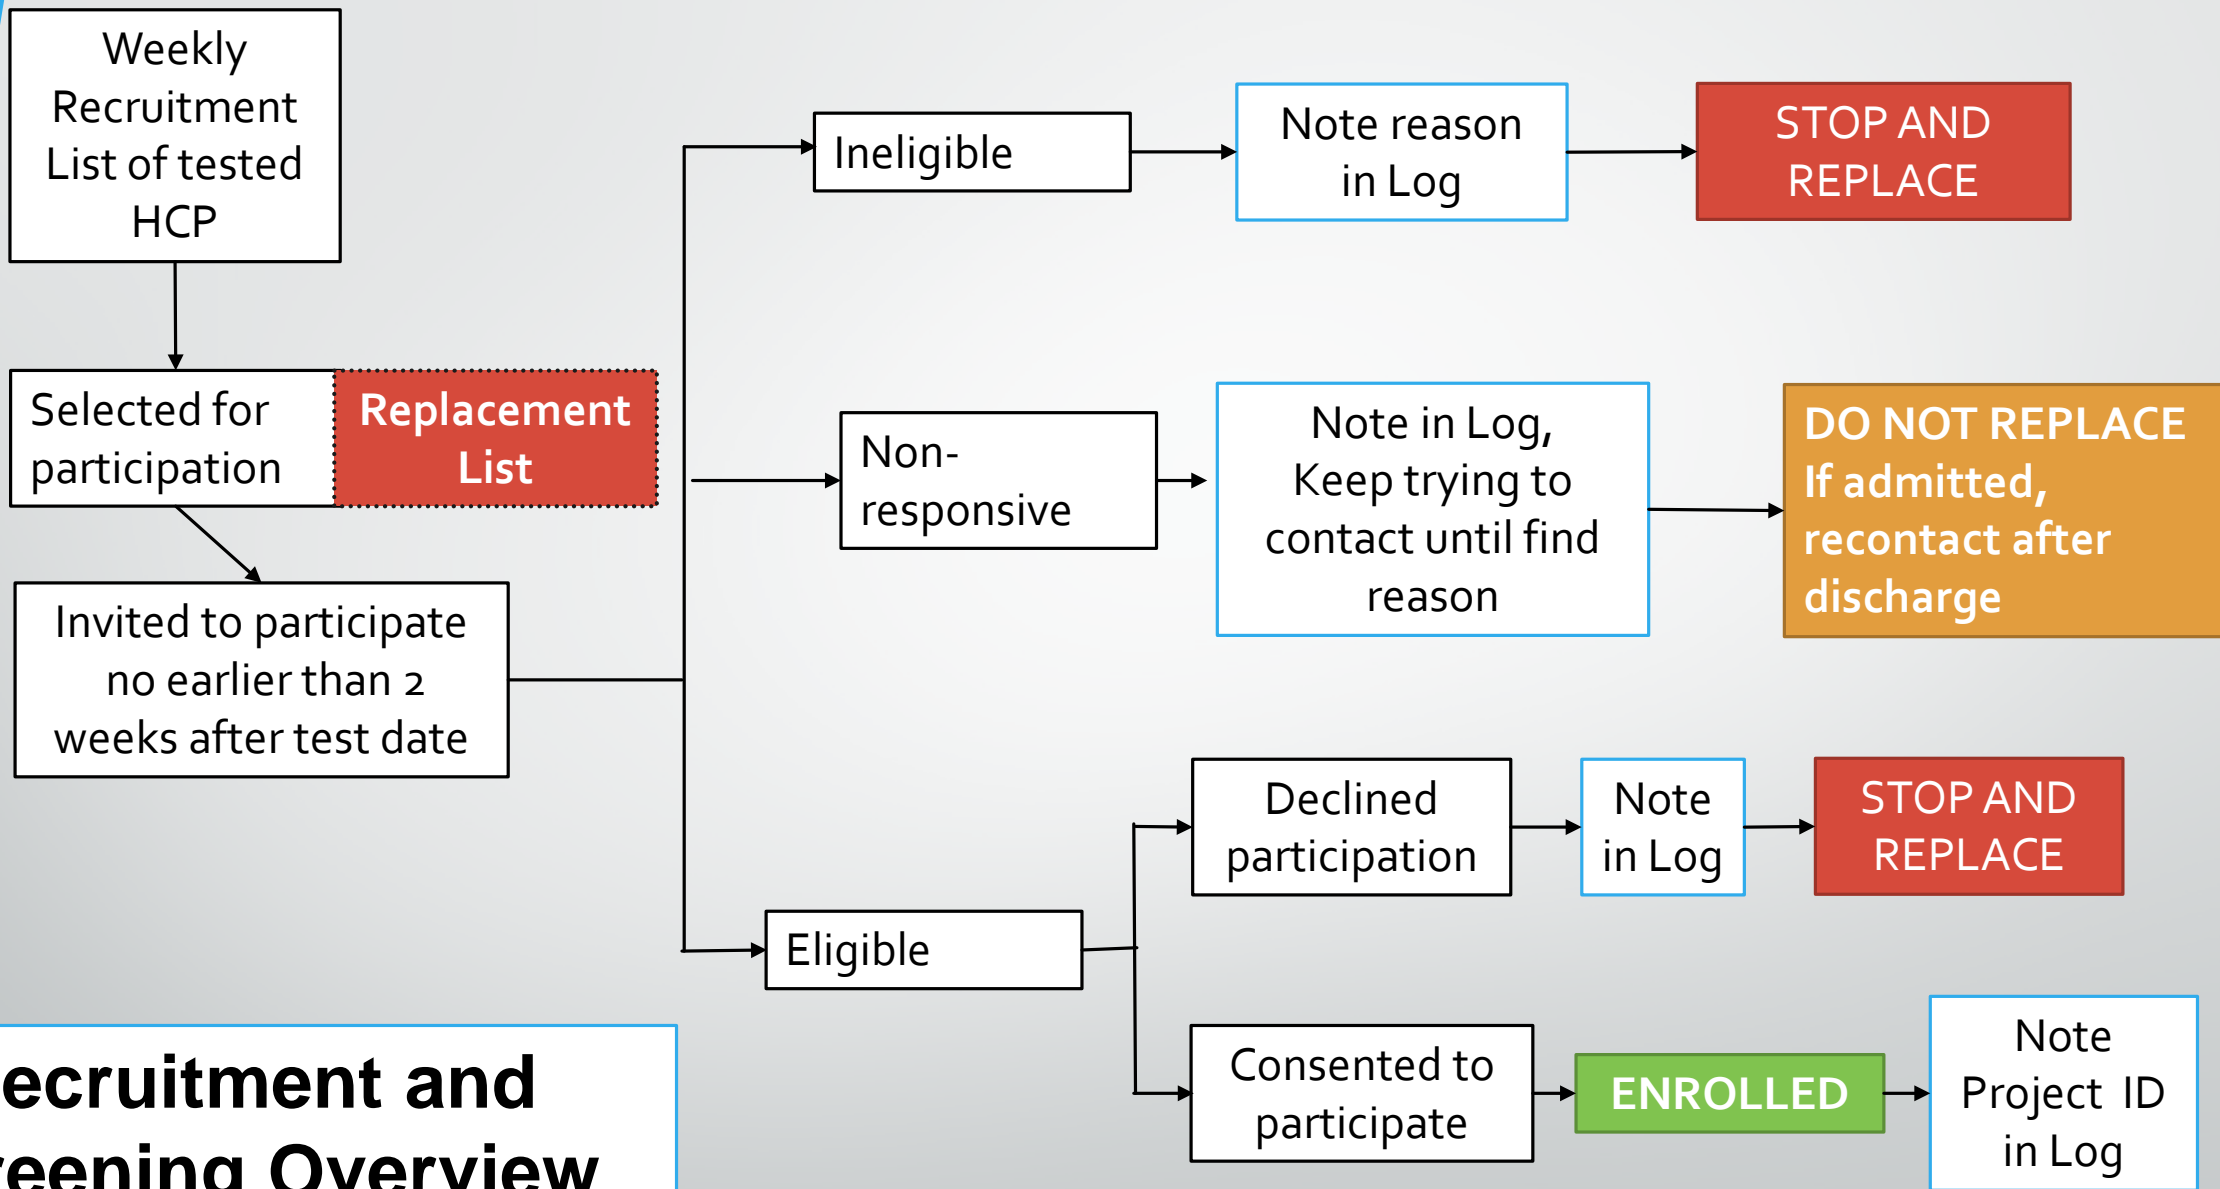 Weekly
Recruitment
List of tested
HCP
Selected for
participation
Replacement
List
Invited to participate
no earlier than 2
weeks after test date
Ineligible
Note reason
in Log
STOP AND
REPLACE
Non-
responsive
Note in Log,
Keep trying to
contact until find
reason
DO NOT REPLACE
If admitted,
recontact after
discharge
Eligible
Declined
participation
Note
in Log
STOP AND
REPLACE
Consented to
participate
ENROLLED
Note
Project ID
in Log
ecruitment and
reening Overview